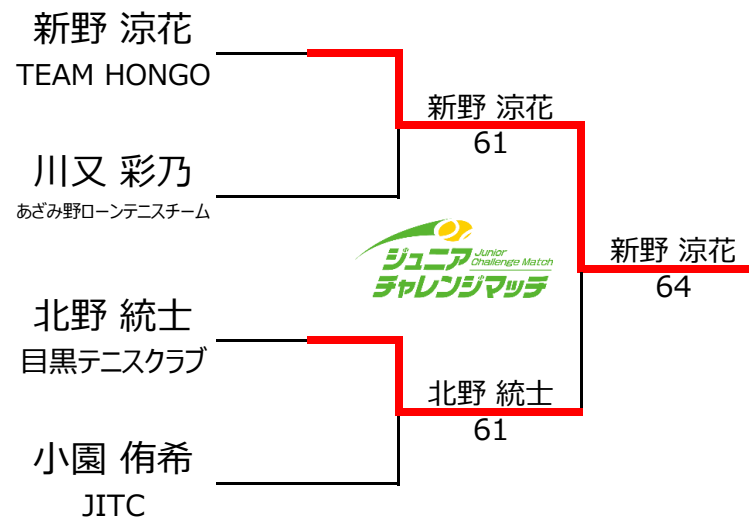 新野 涼花
TEAM HONGO
川又 彩乃
あざみ野ローンテニスチーム
北野 統士
目黒テニスクラブ
小園 侑希
JITC
新野 涼花
61
北野 統士
61
ジュニア Junior
Challenge Match
チャレンジマッチ
新野 涼花
64